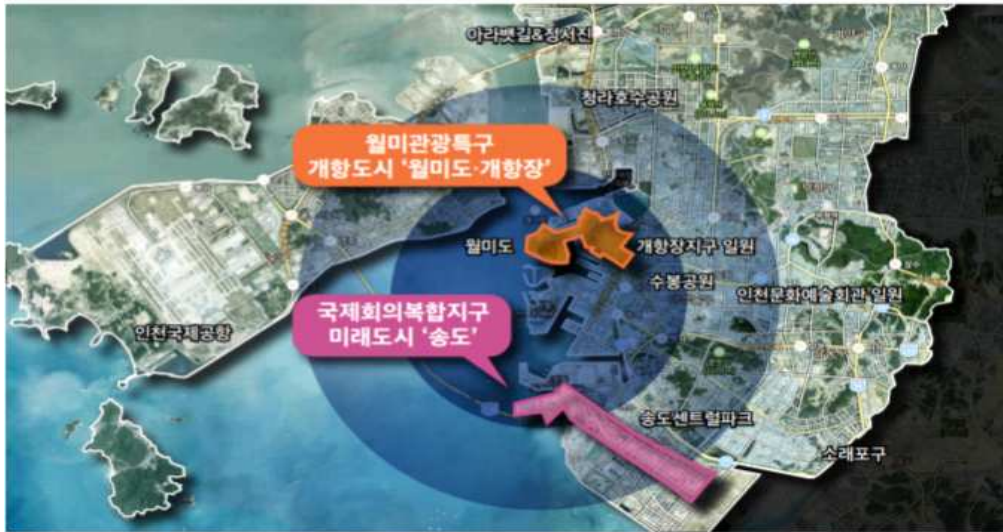 아라뱃길&정서진
청라호수공원
월미관광특구
개항도시 '월미도·개항장'
월미도
개항장지구 일원
수봉공원
인천문화예술회관 일원
국제회의복합지구
미래도시 '송도'
인천국제공항
송도센트럴파크
소래포구